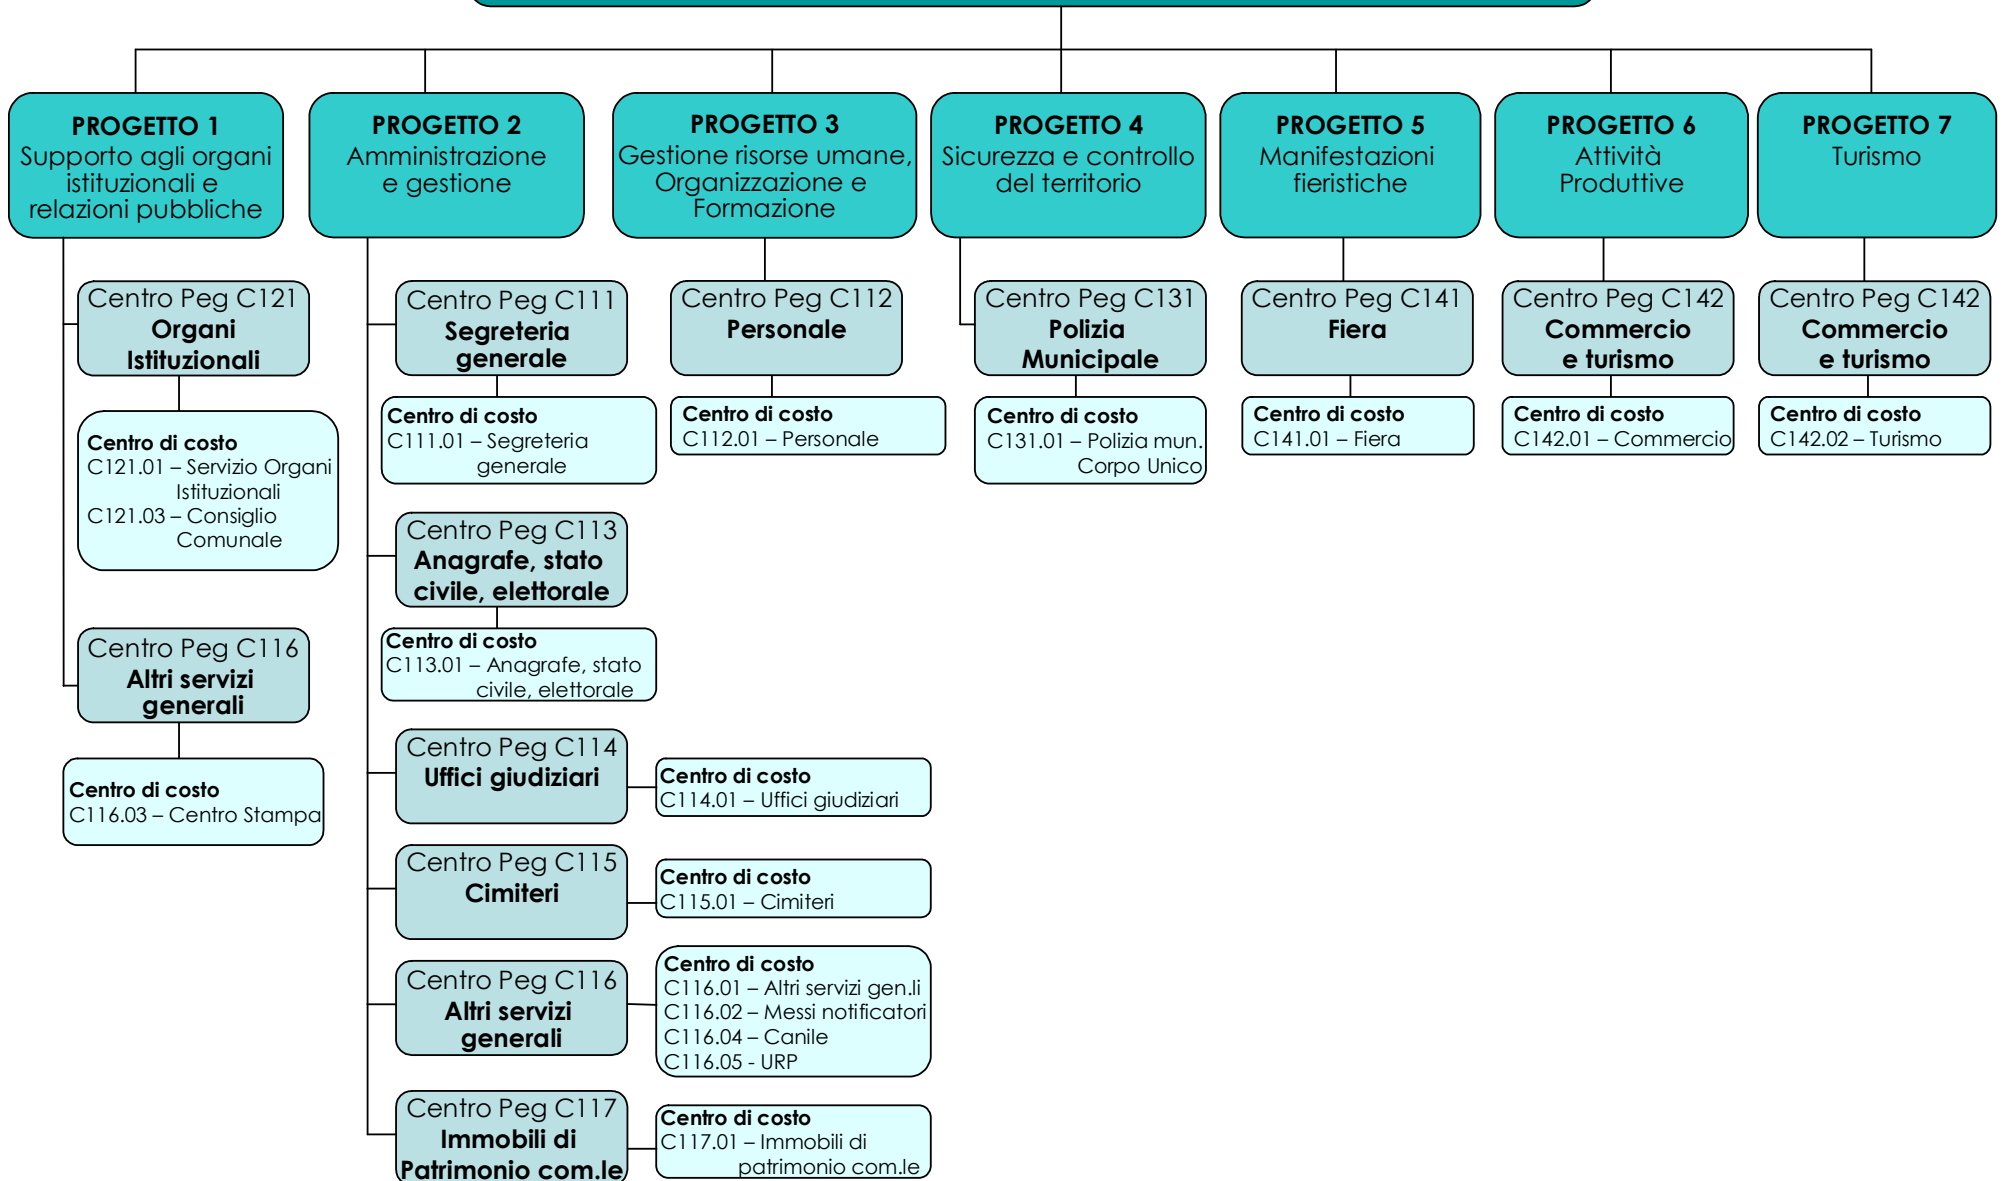 PROGETTO 1
Supporto agli organi
istituzionali e
relazioni pubbliche
PROGETTO 2
Amministrazione
e gestione
PROGETTO 3
Gestione risorse umane,
Organizzazione e
Formazione
PROGETTO 4
Sicurezza e controllo
del territorio
PROGETTO 5
Manifestazioni
fieristiche
PROGETTO 6
Attività
Produttive
PROGETTO 7
Turismo
Centro Peg C121
Organi
Istituzionali
Centro di costo
C121.01 – Servizio Organi
Istituzionali
C121.03 – Consiglio
Comunale
Centro Peg C116
Altri servizi
generali
Centro di costo
C116.03 – Centro Stampa
Centro Peg C111
Segreteria
generale
Centro di costo
C111.01 – Segreteria
generale
Centro Peg C113
Anagrafe, stato
civile, elettorale
Centro di costo
C113.01 – Anagrafe, stato
civile, elettorale
Centro Peg C114
Uffici giudiziari
Centro di costo
C114.01 – Uffici giudiziari
Centro Peg C115
Cimiteri
Centro di costo
C115.01 – Cimiteri
Centro Peg C116
Altri servizi
generali
Centro di costo
C116.01 – Altri servizi gen.li
C116.02 – Messi notificatori
C116.04 – Canile
C116.05 - URP
Centro Peg C117
Immobili di
Patrimonio com.le
Centro di costo
C117.01 – Immobili di
patrimonio com.le
Centro Peg C112
Personale
Centro di costo
C112.01 – Personale
Centro Peg C131
Polizia
Municipale
Centro di costo
C131.01 – Polizia mun.
Corpo Unico
Centro Peg C141
Fiera
Centro di costo
C141.01 – Fiera
Centro Peg C142
Commercio
e turismo
Centro di costo
C142.01 – Commercio
Centro Peg C142
Commercio
e turismo
Centro di costo
C142.02 – Turismo